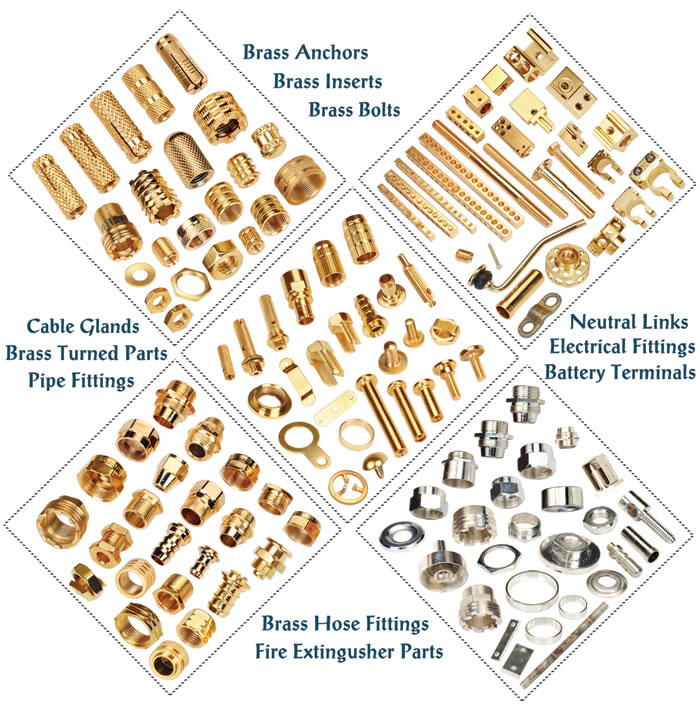 Brass Anchors
Brass Inserts
Brass Bolts
Cable Glands
Brass Turned Parts
Pipe Fittings
Neutral Links
Electrical Fittings
Battery Terminals
Brass Hose Fittings
Fire Extingusher Parts